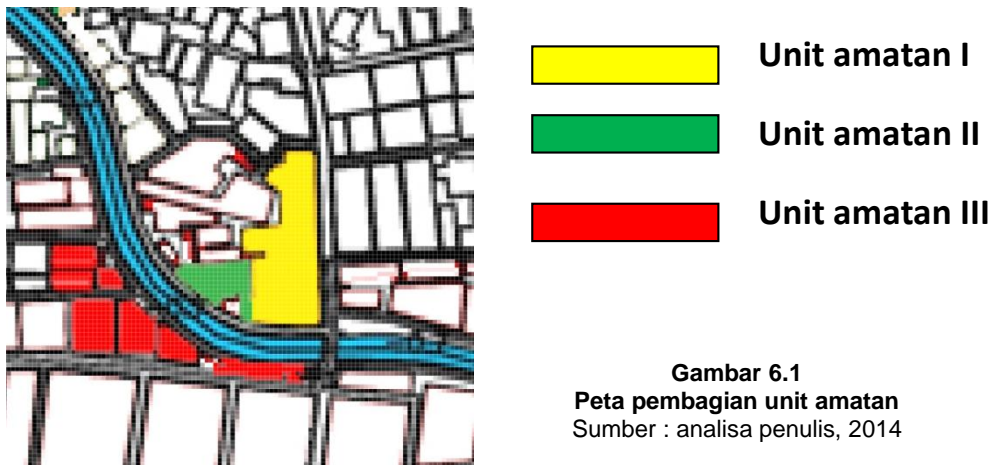 Unit amatan I
Unit amatan II
Unit amatan III
Gambar 6.1
Peta pembagian unit amatan
Sumber : analisa penulis, 2014